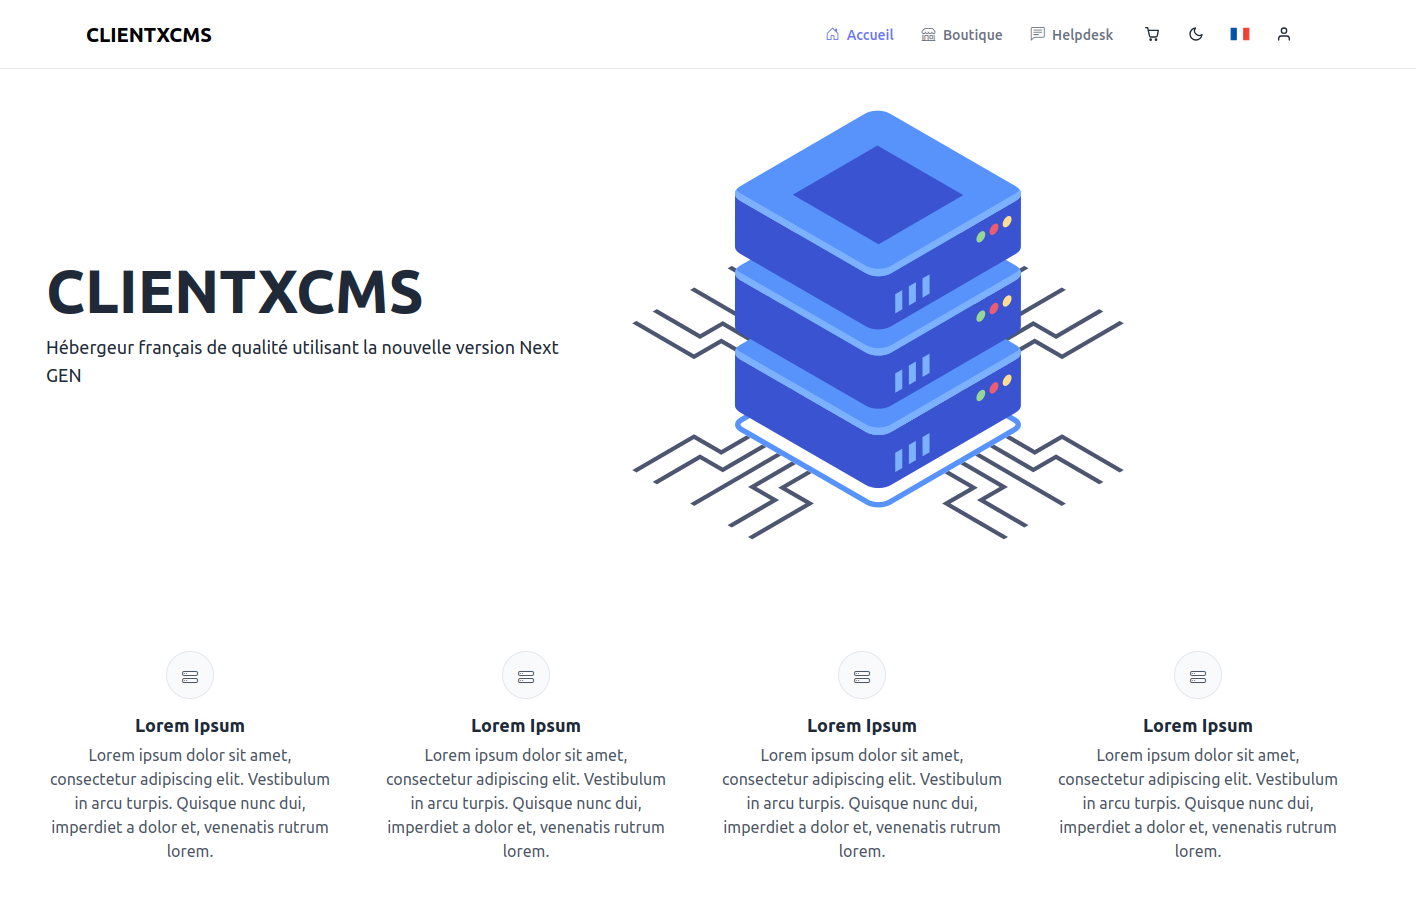 CLIENTXCMS
Accueil
Boutique
Helpdesk
CLIENTXCMS
Hébergeur français de qualité utilisant la nouvelle version Next
GEN
Lorem Ipsum
Lorem ipsum dolor sit amet,
consectetur adipiscing elit. Vestibulum
in arcu turpis. Quisque nunc dui,
imperdiet a dolor et, venenatis rutrum
lorem.
Lorem Ipsum
Lorem ipsum dolor sit amet,
consectetur adipiscing elit. Vestibulum
in arcu turpis. Quisque nunc dui,
imperdiet a dolor et, venenatis rutrum
lorem.
Lorem Ipsum
Lorem ipsum dolor sit amet,
consectetur adipiscing elit. Vestibulum
in arcu turpis. Quisque nunc dui,
imperdiet a dolor et, venenatis rutrum
lorem.
Lorem Ipsum
Lorem ipsum dolor sit amet,
consectetur adipiscing elit. Vestibulum
in arcu turpis. Quisque nunc dui,
imperdiet a dolor et, venenatis rutrum
lorem.